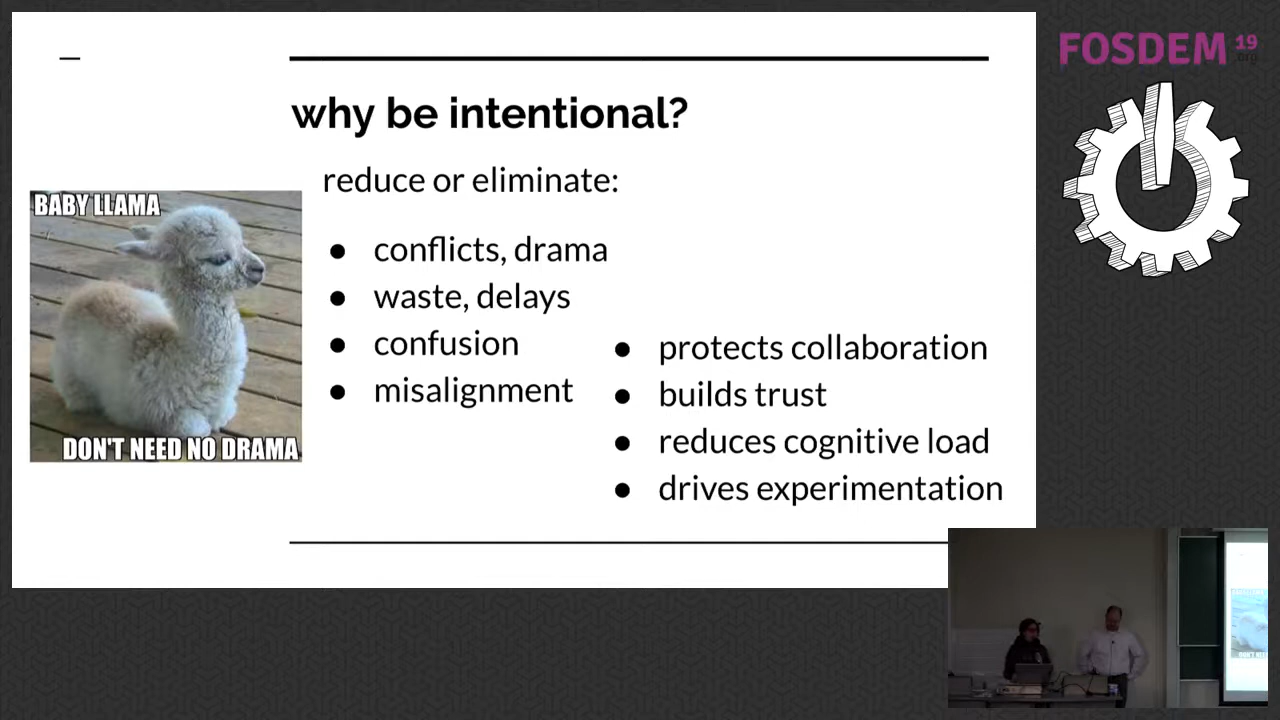 why be intentional?
reduce or eliminate:
● conflicts, drama
● waste, delays
● confusion
● misalignment
● protects collaboration
● builds trust
● reduces cognitive load
● drives experimentation
BABY LLAMA
DON'T NEED NO DRAMA
FOSDEM 19
.org